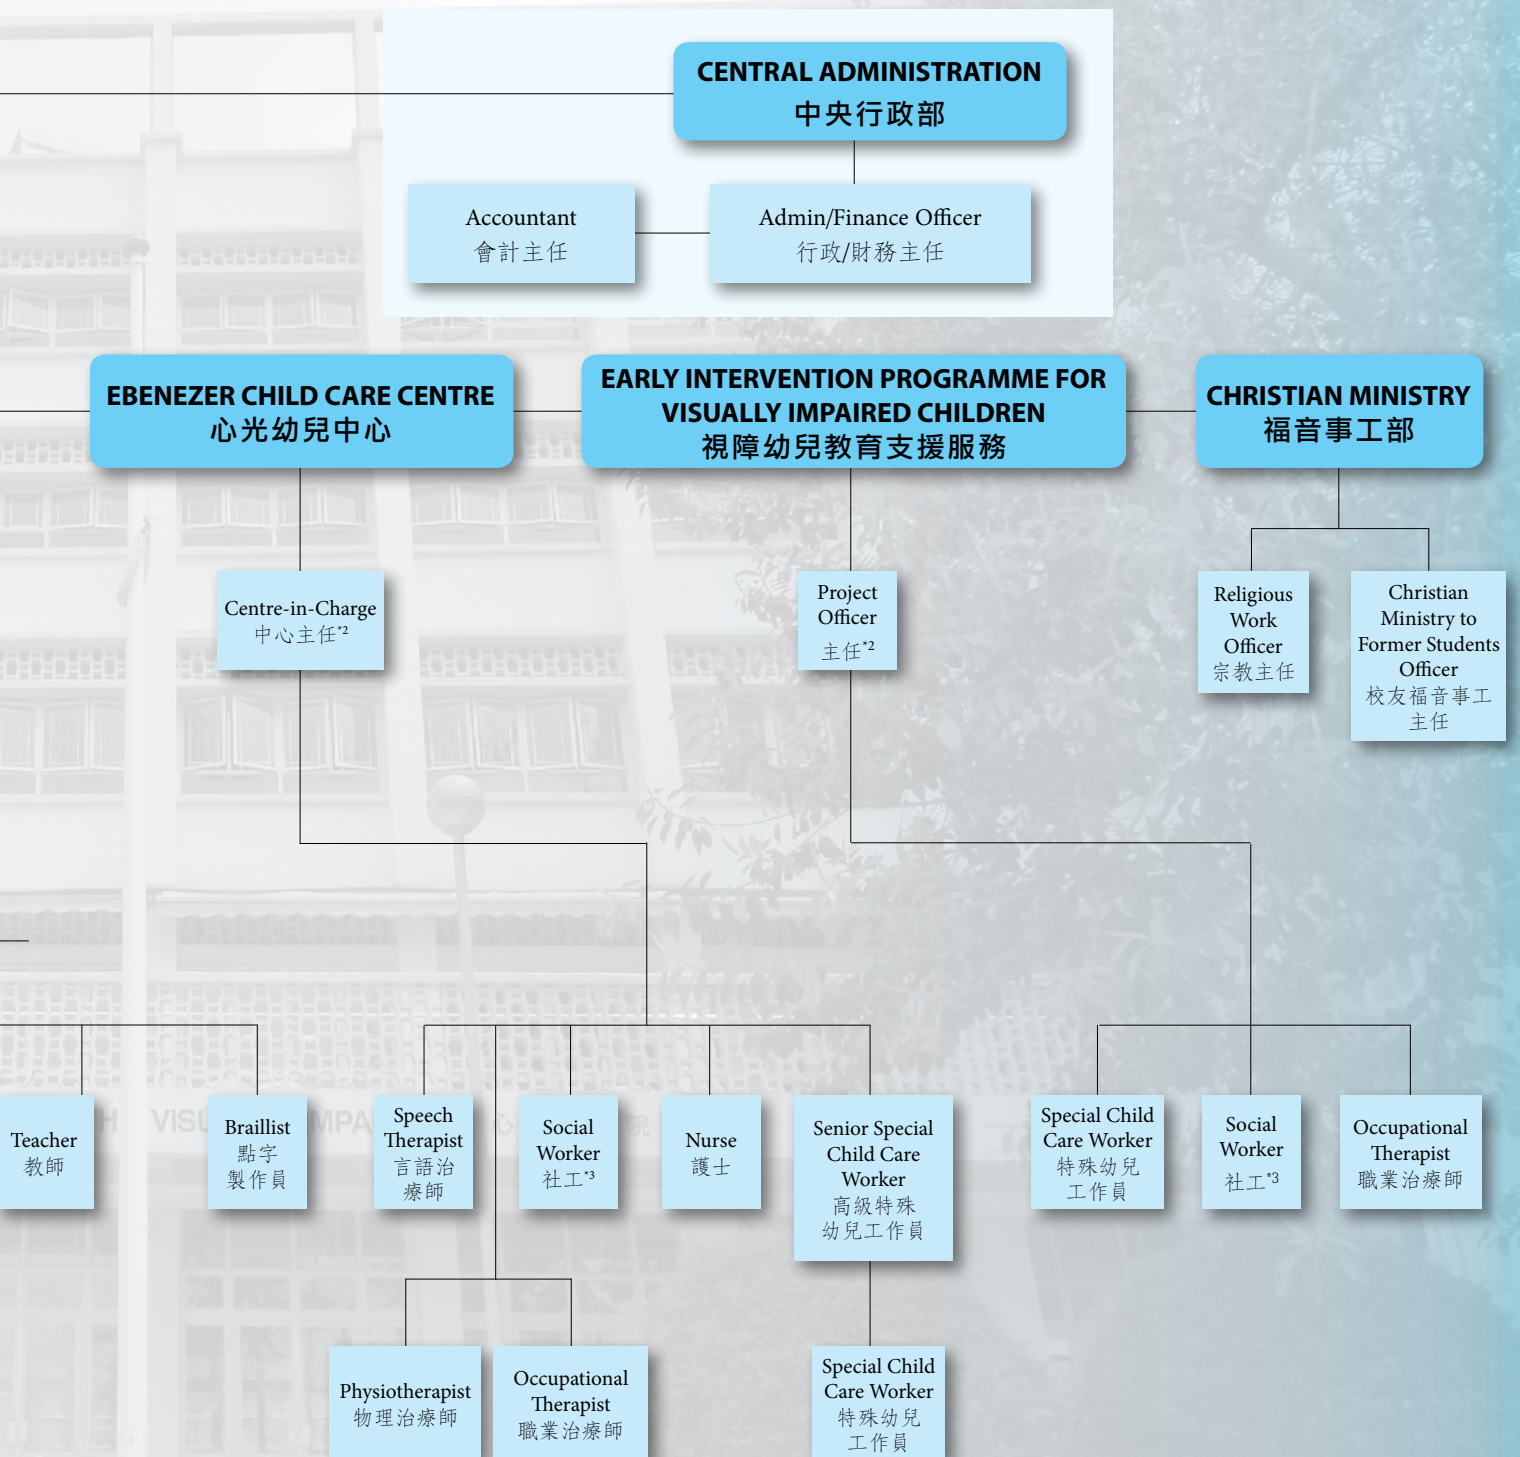 CENTRAL ADMINISTRATION
中央行政部
Accountant
會計主任
Admin/Finance Officer
行政/財務主任
EBENEZER CHILD CARE CENTRE
心光幼兒中心
EARLY INTERVENTION PROGRAMME FOR
VISUALLY IMPAIRED CHILDREN
視障幼兒教育支援服務
CHRISTIAN MINISTRY
福音事工部
Centre-in-Charge
中心主任*2
Project
Officer
主任*2
Religious
Work
Officer
宗教主任
Christian
Ministry to
Former Students
Officer
校友福音事工
主任
Teacher
教師
Braillist
點字
製作員
Speech
Therapist
言語治
療師
Social
Worker
社工*3
Nurse
護士
Senior Special
Child Care
Worker
高級特殊
幼兒工作員
Special Child
Care Worker
特殊幼兒
工作員
Social
Worker
社工*3
Occupational
Therapist
職業治療師
Physiotherapist
物理治療師
Occupational
Therapist
職業治療師
Special Child
Care Worker
特殊幼兒
工作員